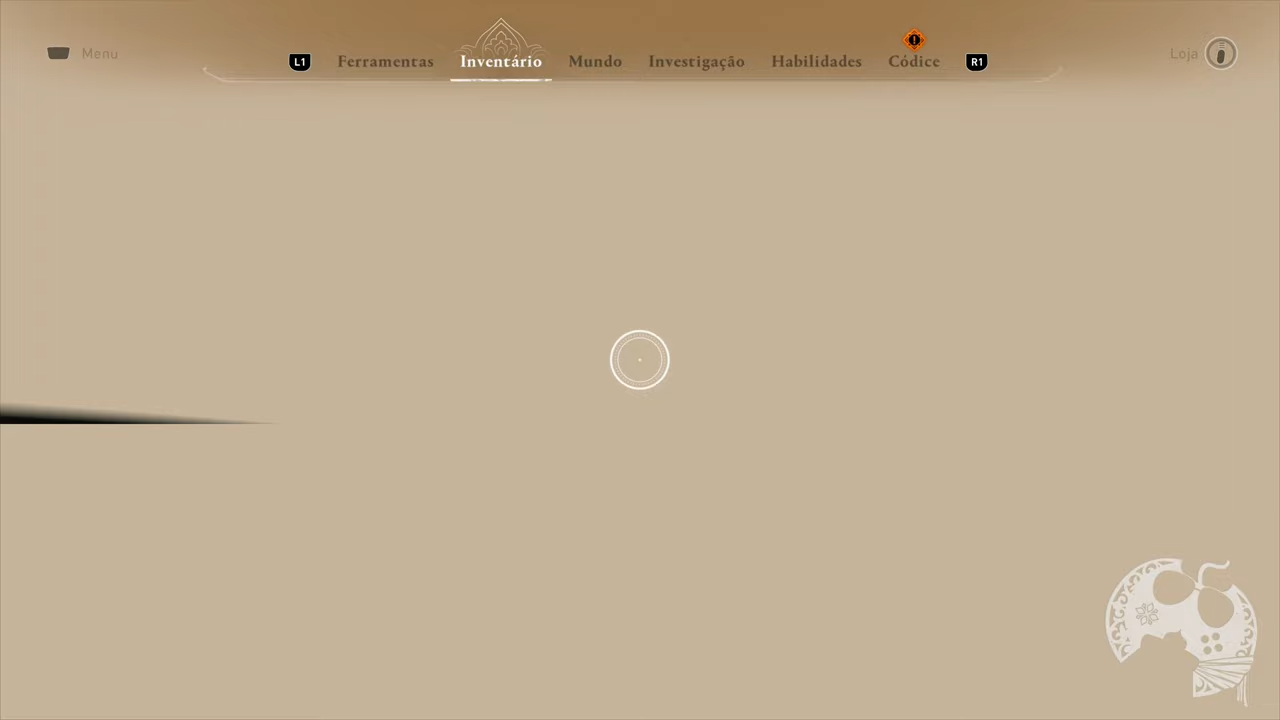 Menu
L1 Ferramentas Inventário Mundo Investigação Habilidades Códice R1
Loja